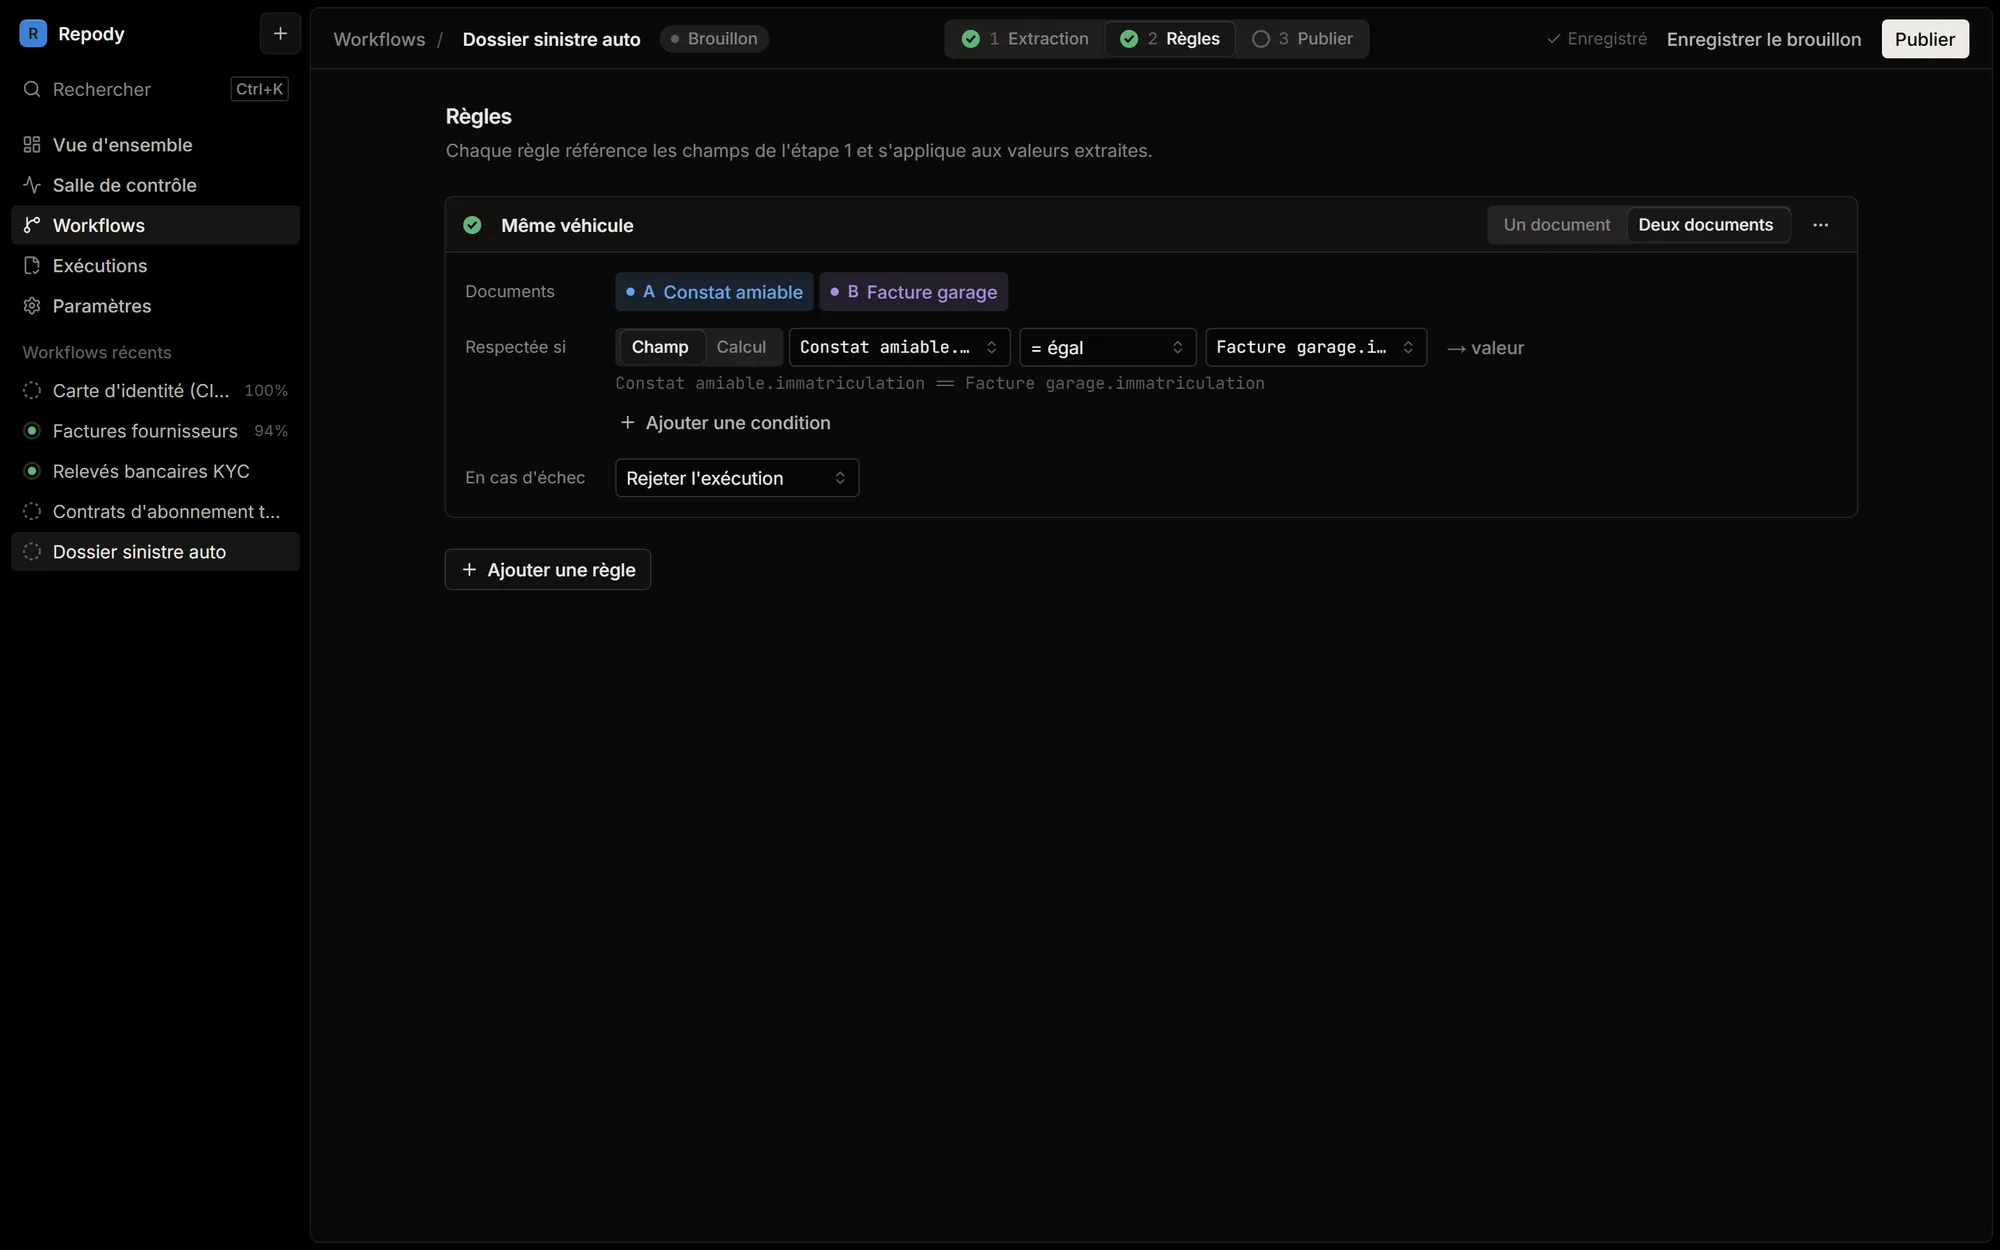 R Repody
Rechercher Ctrl+K
Vue d'ensemble
Salle de contrôle
Workflows
Exécutions
Paramètres
Workflows récents
Carte d'identité (CI... 100%
Factures fournisseurs 94%
Relevés bancaires KYC
Contrats d'abonnement t...
Dossier sinistre auto
Workflows / Dossier sinistre auto Brouillon
1 Extraction 2 Règles 3 Publier
Enregistré Enregistrer le brouillon Publier
Règles
Chaque règle référence les champs de l'étape 1 et s'applique aux valeurs extraites.
Même véhicule Un document Deux documents
Documents A Constat amiable B Facture garage
Respectée si Champ Calcul Constat amiable.… = égal Facture garage.i… → valeur
Constat amiable.immatriculation == Facture garage.immatriculation
+ Ajouter une condition
En cas d'échec Rejeter l'exécution
+ Ajouter une règle